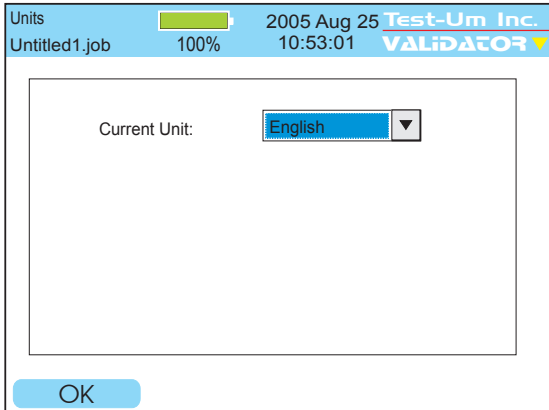 Units
2005 Aug 25 Test-Um Inc.
Untitled1.job 100% 10:53:01 VALiDATOR
Current Unit: English
OK